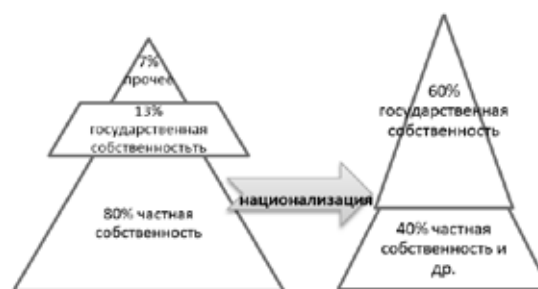 7%
прочее
13%
государственная
собственностьть
80% частная
собственность
национализация
60%
государственная
собственность
40% частная
собственность и
др.